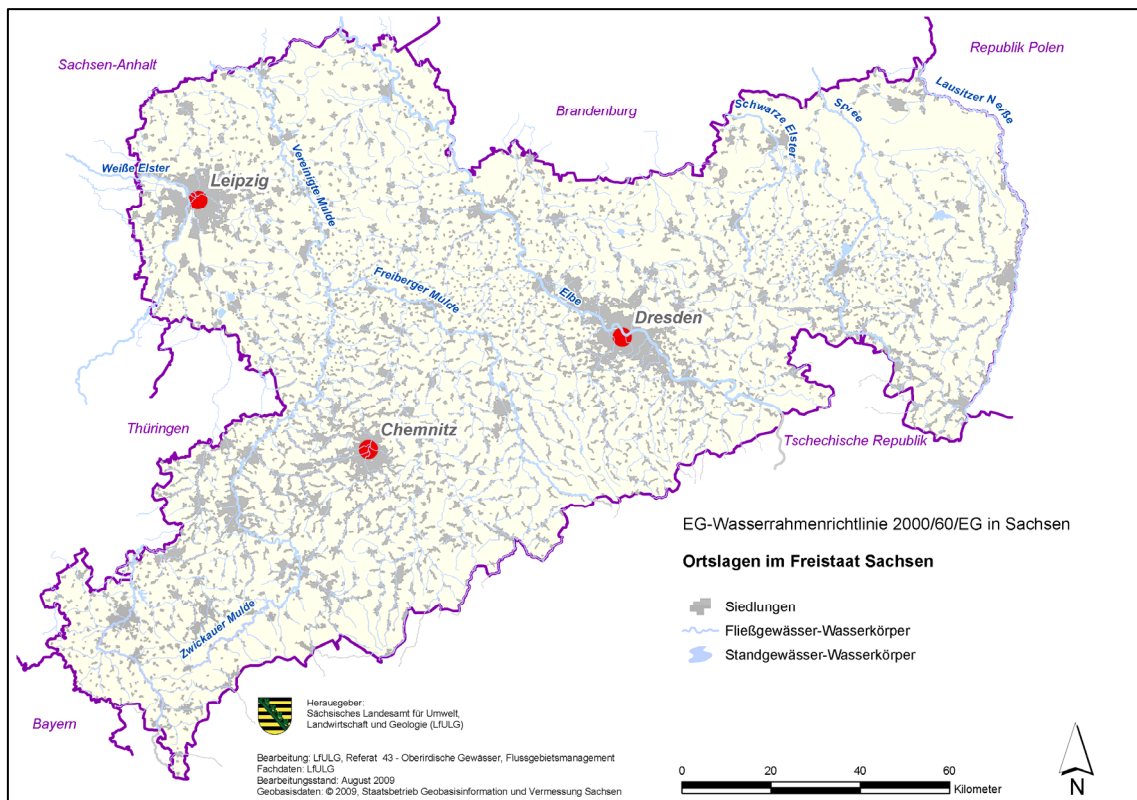 Sachsen-Anhalt
Republik Polen
Brandenburg
Lausitzer Neiße
Schwarze Elster
Spree
Weiße Elster
Vereinigte Mulde
Leipzig
Freiberger Mulde
Elbe
Dresden
Thüringen
Chemnitz
Tschechische Republik
Zwickauer Mulde
Bayern
EG-Wasserrahmenrichtlinie 2000/60/EG in Sachsen
Ortslagen im Freistaat Sachsen
Siedlungen
Fließgewässer-Wasserkörper
Standgewässer-Wasserkörper
Herausgeber:
Sächsisches Landesamt für Umwelt,
Landwirtschaft und Geologie (LfULG)
Bearbeitung: LfULG, Referat 43 - Oberirdische Gewässer, Flussgebietsmanagement
Fachdaten: LfULG
Bearbeitungsstand: August 2009
Geobasisdaten: © 2009, Staatsbetrieb Geobasisinformation und Vermessung Sachsen
0 20 40 60
Kilometer
N